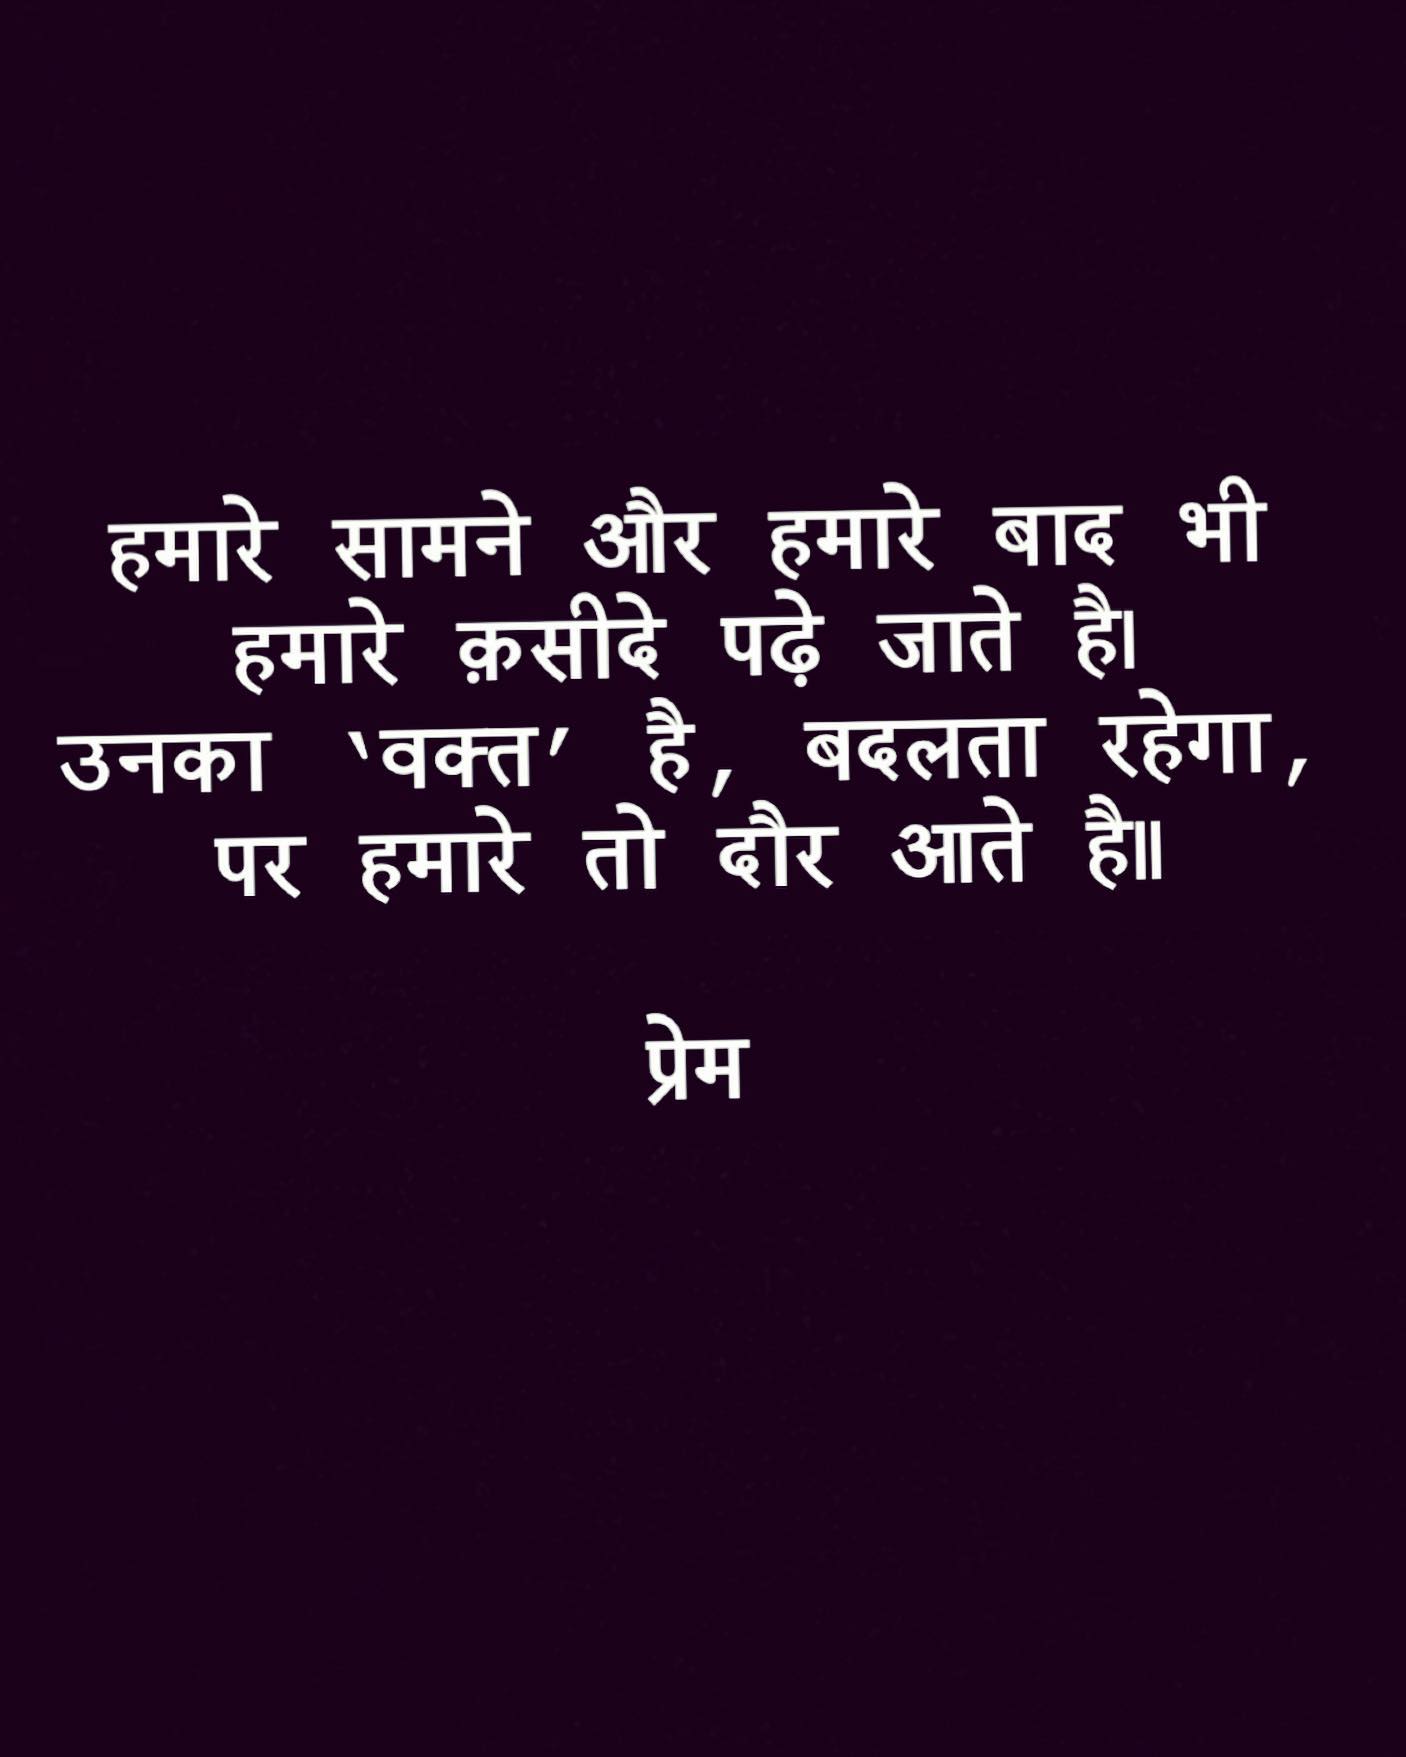 हमारे सामने और हमारे बाद भी
हमारे क़सीदे पढ़े जाते है।
उनका ‘वक्त’ है, बदलता रहेगा,
पर हमारे तो दौर आते है॥
प्रेम